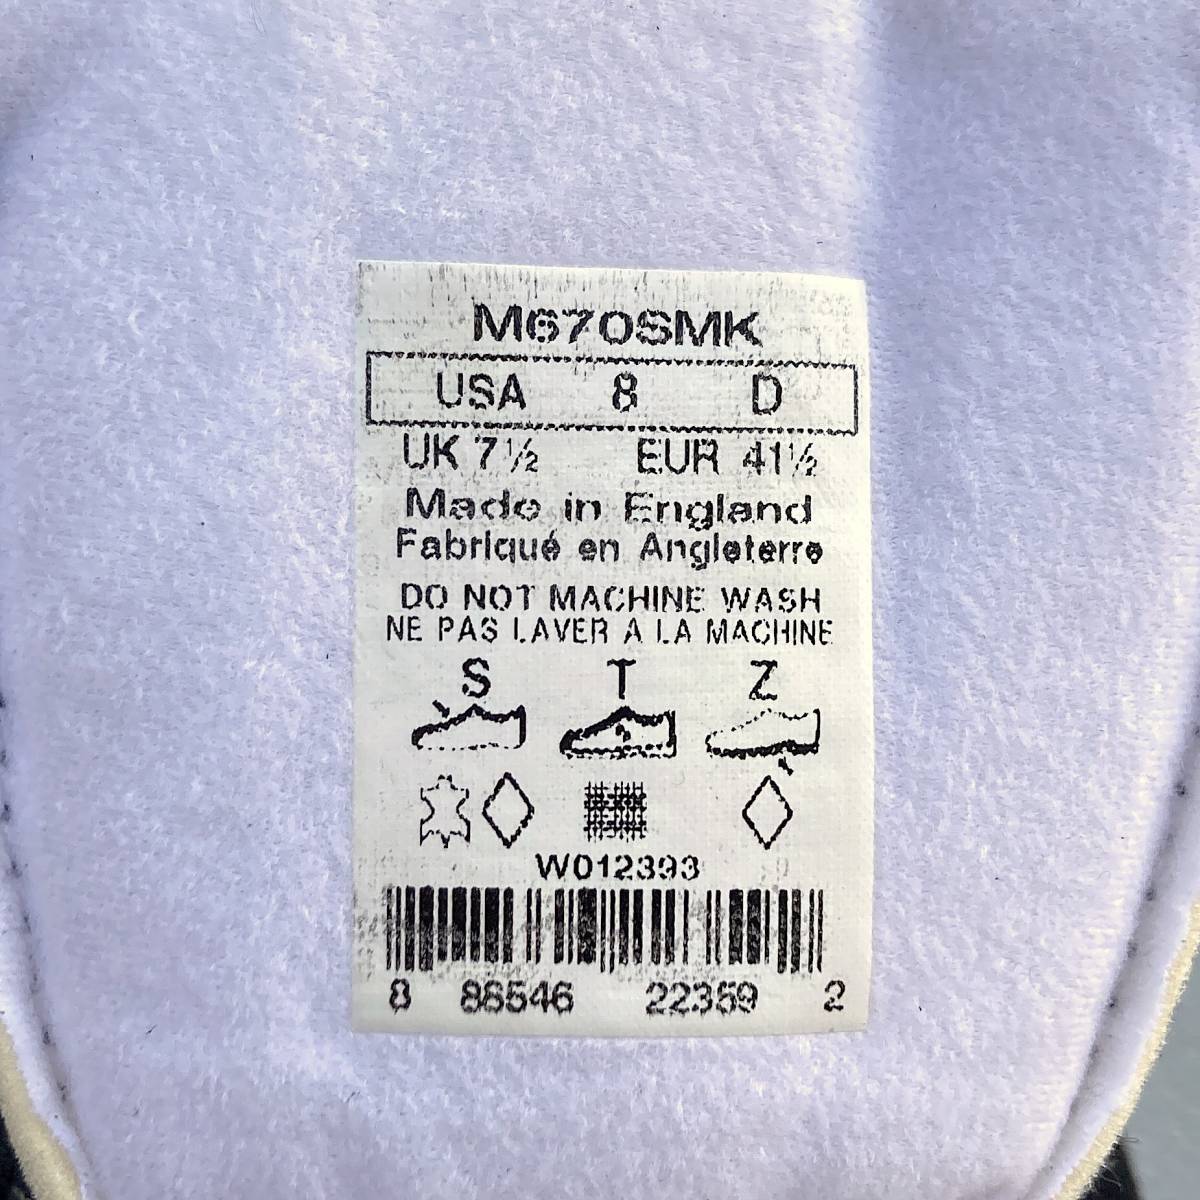 M670SMK
USA 8 D
UK 7½ EUR 41½
Made in England
Fabriqué en Angleterre
DO NOT MACHINE WASH
NE PAS LAVER A LA MACHINE
S T Z
W012393
8 88546 22359 2